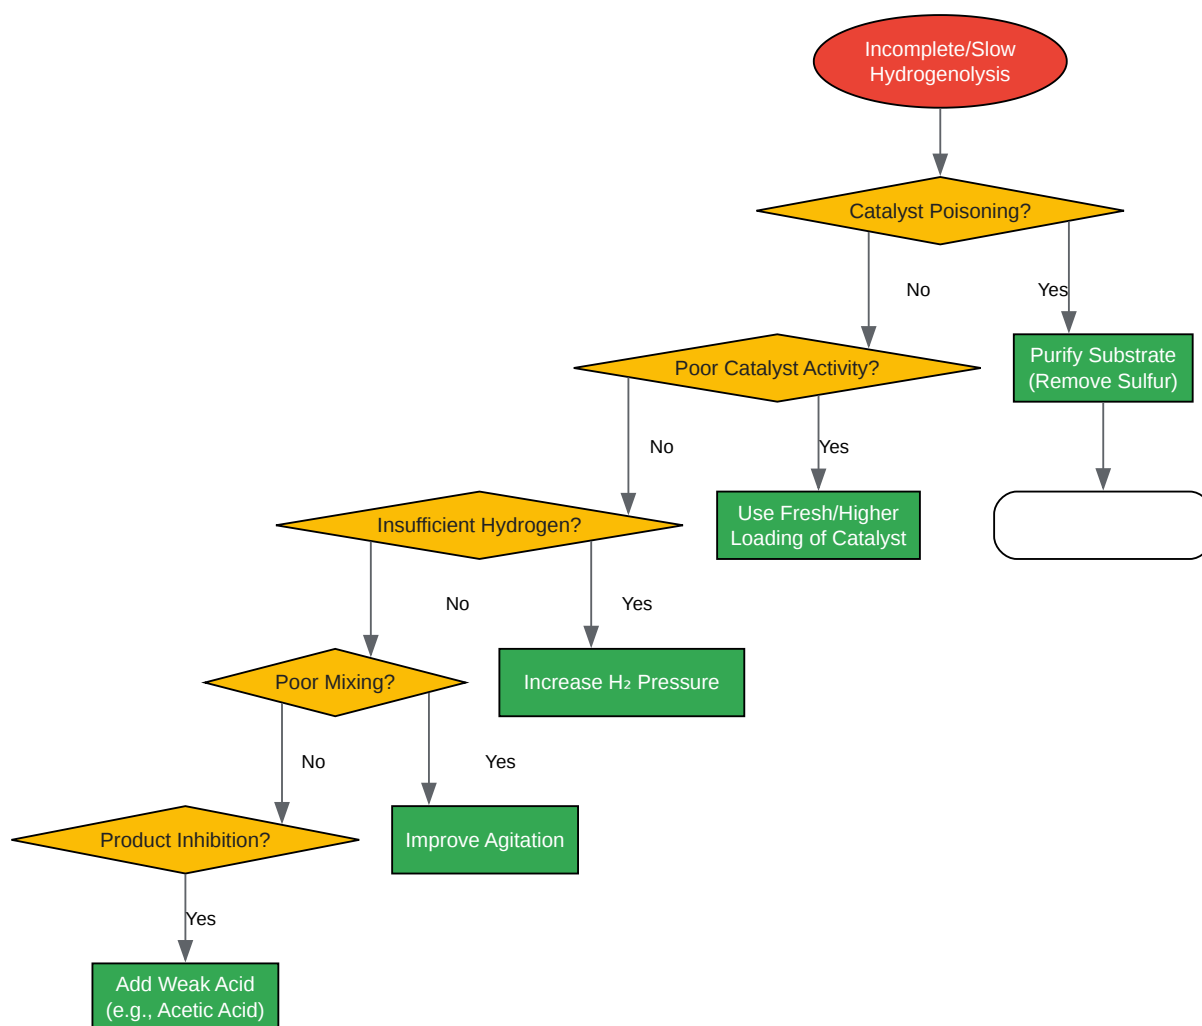 Incomplete/Slow
Hydrogenolysis
Catalyst Poisoning?
No
Yes
Poor Catalyst Activity?
Purify Substrate
(Remove Sulfur)
No
Yes
Insufficient Hydrogen?
Use Fresh/Higher
Loading of Catalyst
No
Yes
Poor Mixing?
Increase H₂ Pressure
No
Yes
Product Inhibition?
Improve Agitation
Yes
Add Weak Acid
(e.g., Acetic Acid)